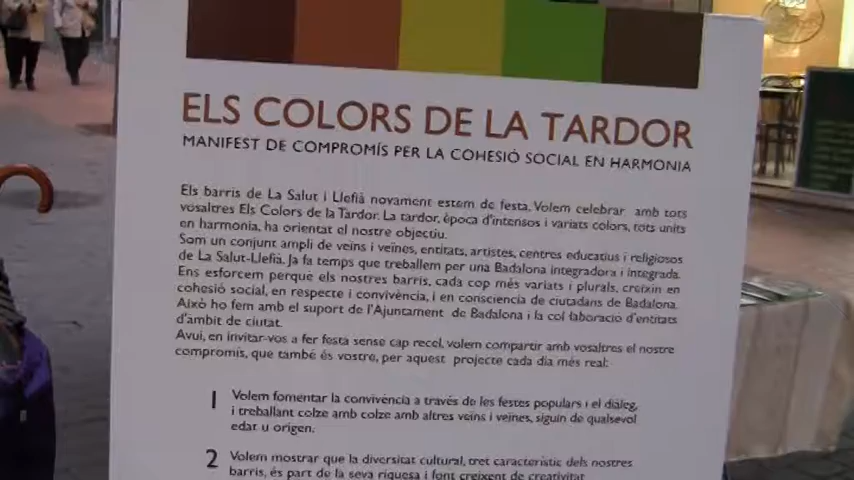 ELS COLORS DE LA TARDOR
MANIFEST DE COMPROMÍS PER LA COHESIÓ SOCIAL EN HARMONIA
Els barris de La Salut i Llefià novament estem de festa. Volem celebrar amb tots
vosaltres Els Colors de la Tardor. La tardor, època d'intensos i variats colors, tots units
en harmonia, ha orientat el nostre objectiu.
Som un conjunt ampli de veins i veïnes, entitats, artistes, centres educatius i religiosos
de La Salut-Llefià. Ja fa temps que treballem per una Badalona integradora i integrada.
Ens esforcem perquè els nostres barris, cada cop més variats i plurals, creixin en
cohesió social, en respecte i convivència, i en consciencia de ciutadans de Badalona.
Això ho fem amb el suport de l'Ajuntament de Badalona i la col·laboració d'entitats
d'àmbit de ciutat.
Avui, en invitar-vos a fer festa sense cap recel, volem compartir amb vosaltres el nostre
compromís, que també és vostre, per aquest projecte cada dia més real:
1 Volem fomentar la convivència a través de les festes populars i el diàleg,
i treballant colze amb colze amb altres veins i veines, siguin de qualsevol
edat u origen.
2 Volem mostrar que la diversitat cultural, tret característic dels nostres
barris, és part de la seva riquesa i font creixent de creativitat